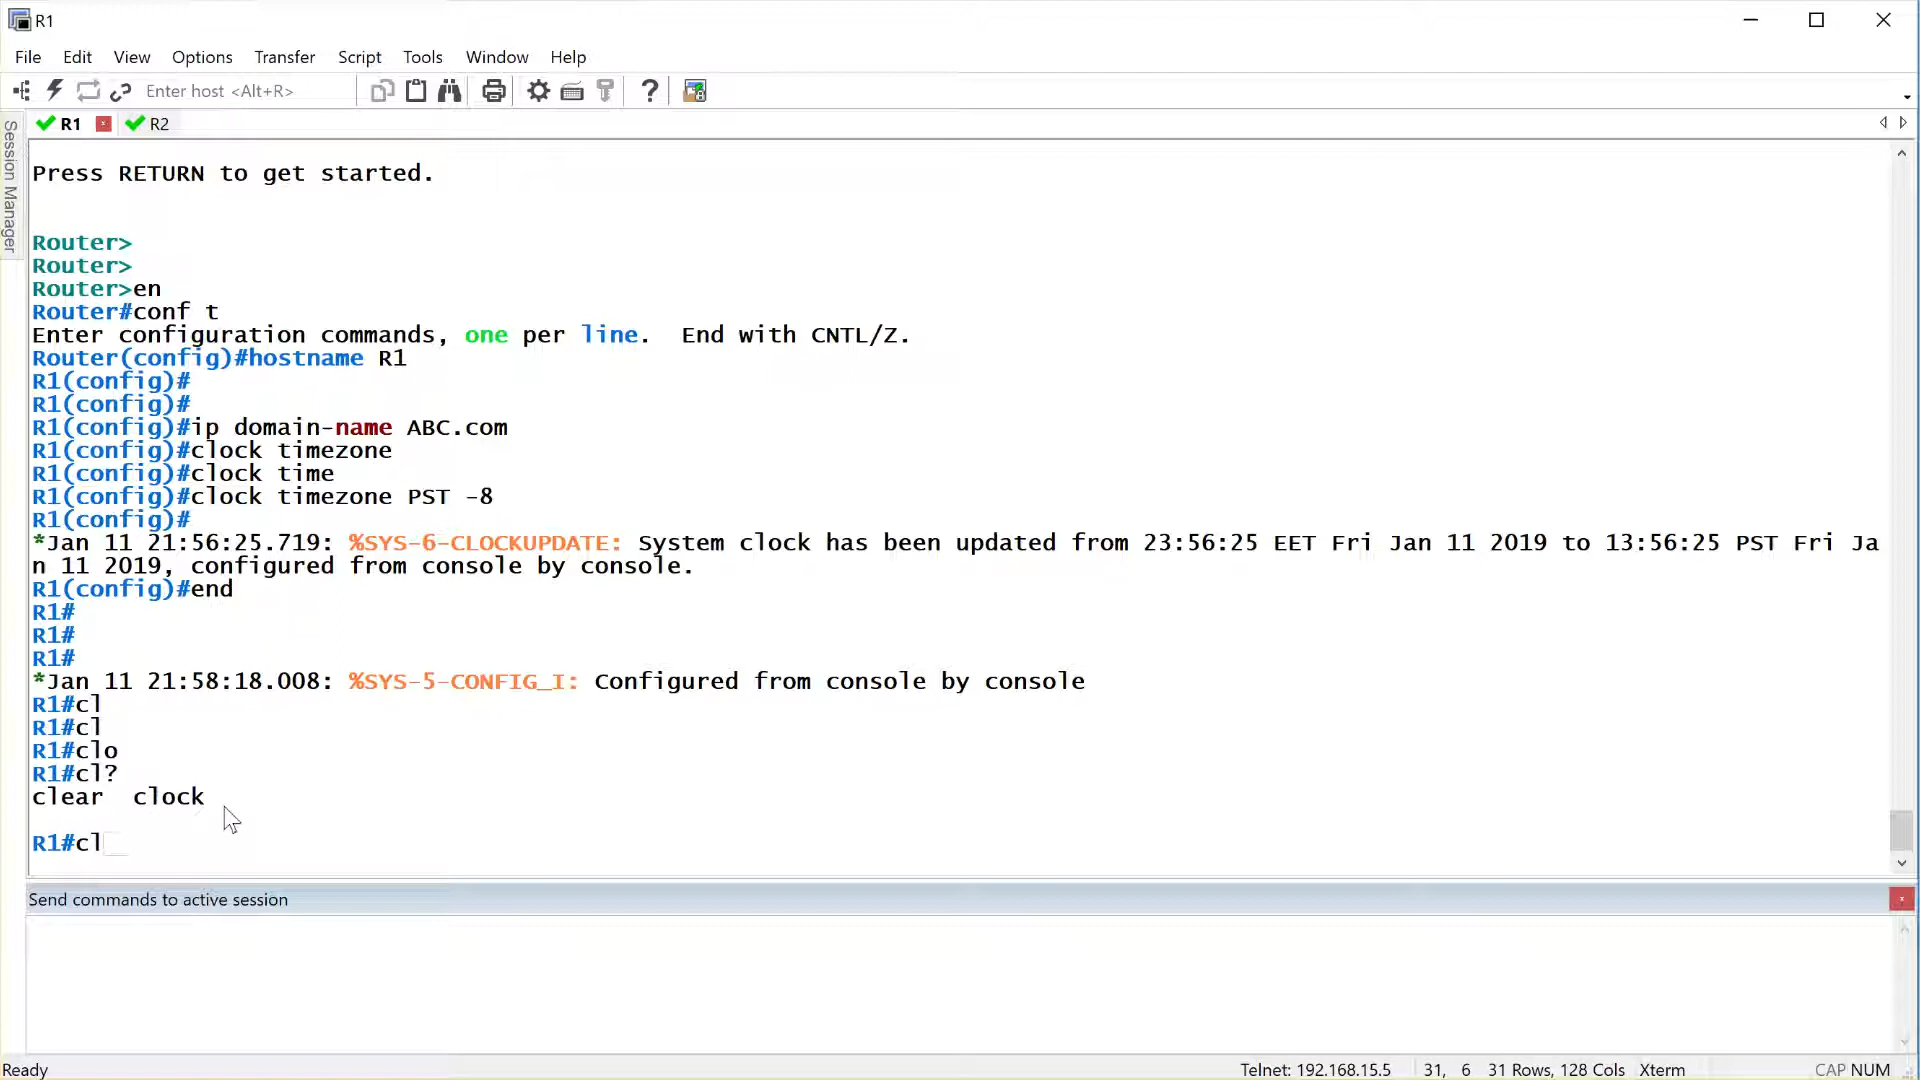 R1
File Edit View Options Transfer Script Tools Window Help
Enter host <Alt+R>
R1 R2
Session Manager
Press RETURN to get started.
Router>
Router>
Router>en
Router#conf t
Enter configuration commands, one per line.  End with CNTL/Z.
Router(config)#hostname R1
R1(config)#
R1(config)#
R1(config)#ip domain-name ABC.com
R1(config)#clock timezone
R1(config)#clock time
R1(config)#clock timezone PST -8
R1(config)#
*Jan 11 21:56:25.719: %SYS-6-CLOCKUPDATE: System clock has been updated from 23:56:25 EET Fri Jan 11 2019 to 13:56:25 PST Fri Ja
n 11 2019, configured from console by console.
R1(config)#end
R1#
R1#
R1#
*Jan 11 21:58:18.008: %SYS-5-CONFIG_I: Configured from console by console
R1#cl
R1#cl
R1#clo
R1#cl?
clear  clock
R1#cl
Send commands to active session
Ready Telnet: 192.168.15.5 31, 6 31 Rows, 128 Cols Xterm CAP NUM